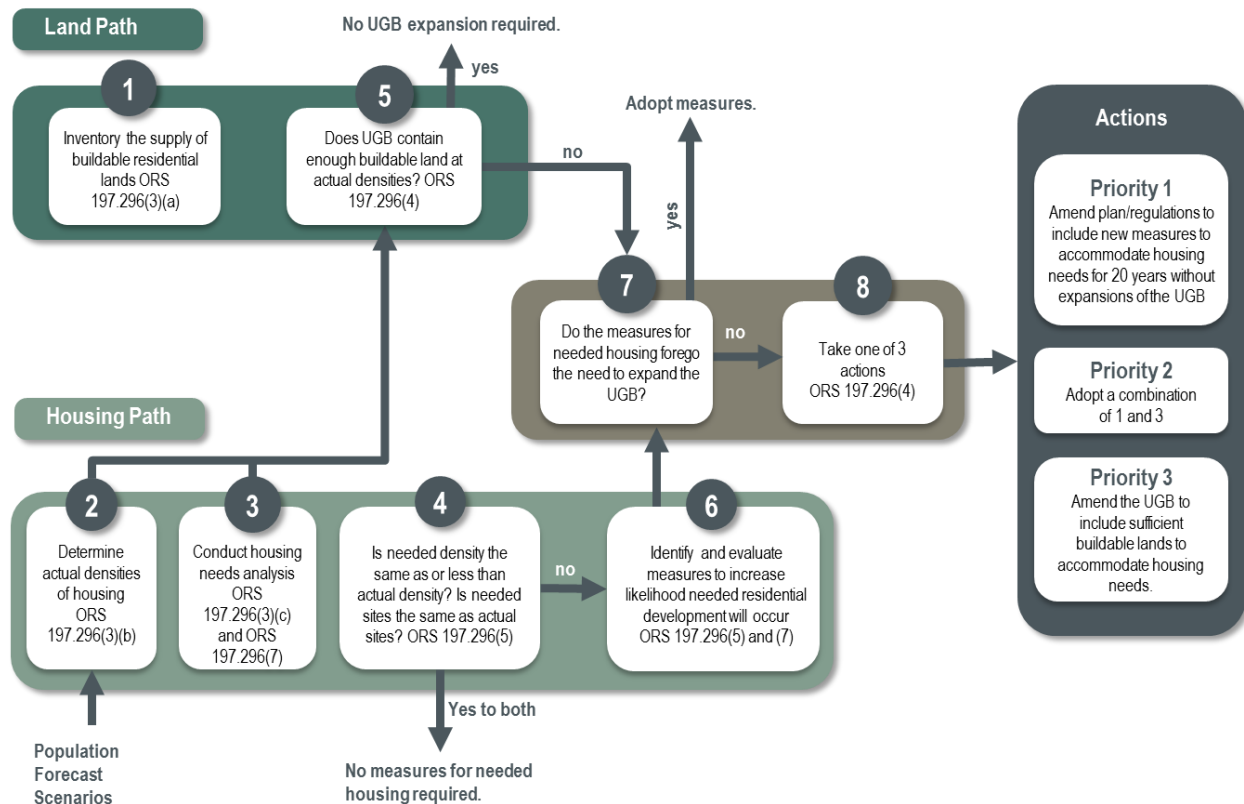 Land Path
No UGB expansion required.
yes
1
Inventory the supply of
buildable residential
lands ORS
197.296(3)(a)
5
Does UGB contain
enough buildable land at
actual densities? ORS
197.296(4)
no
Adopt measures.
yes
7
Do the measures for
needed housing forego
the need to expand the
UGB?
no
8
Take one of 3
actions
ORS 197.296(4)
Actions
Priority 1
Amend plan/regulations to
include new measures to
accommodate housing
needs for 20 years without
expansions of the UGB
Priority 2
Adopt a combination
of 1 and 3
Priority 3
Amend the UGB to
include sufficient
buildable lands to
accommodate housing
needs.
Housing Path
2
Determine
actual densities
of housing
ORS
197.296(3)(b)
3
Conduct housing
needs analysis
ORS
197.296(3)(c)
and ORS
197.296(7)
4
Is needed density the
same as or less than
actual density? Is needed
sites the same as actual
sites? ORS 197.296(5)
no
6
Identify and evaluate
measures to increase
likelihood needed residential
development will occur
ORS 197.296(5) and (7)
Yes to both
No measures for needed
housing required.
Population
Forecast
Scenarios